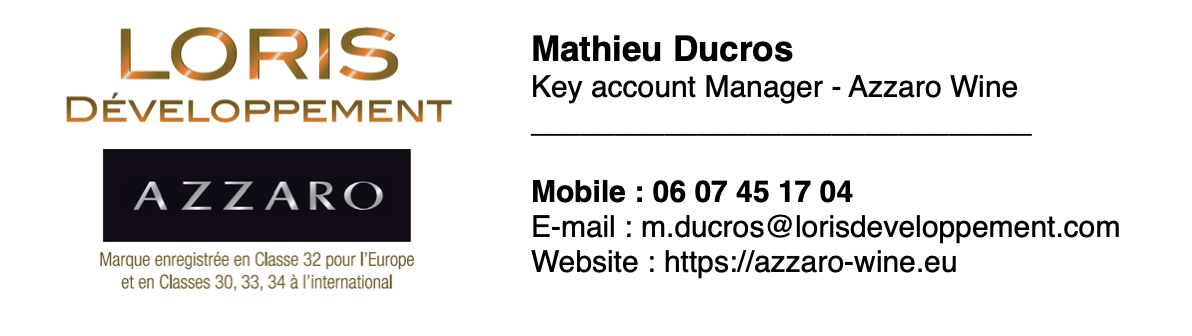 LORIS
DÉVELOPPEMENT
AZZARO
Marque enregistrée en Classe 32 pour l'Europe
et en Classes 30, 33, 34 à l'international
Mathieu Ducros
Key account Manager - Azzaro Wine
Mobile : 06 07 45 17 04
E-mail : m.ducros@lorisdeveloppement.com
Website : https://azzaro-wine.eu